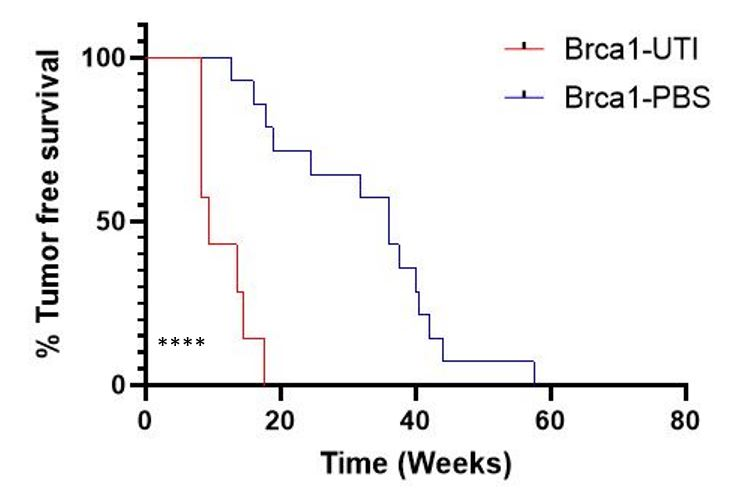 Brca1-UTI
Brca1-PBS
% Tumor free survival
100
50
0
****
0 20 40 60 80
Time (Weeks)